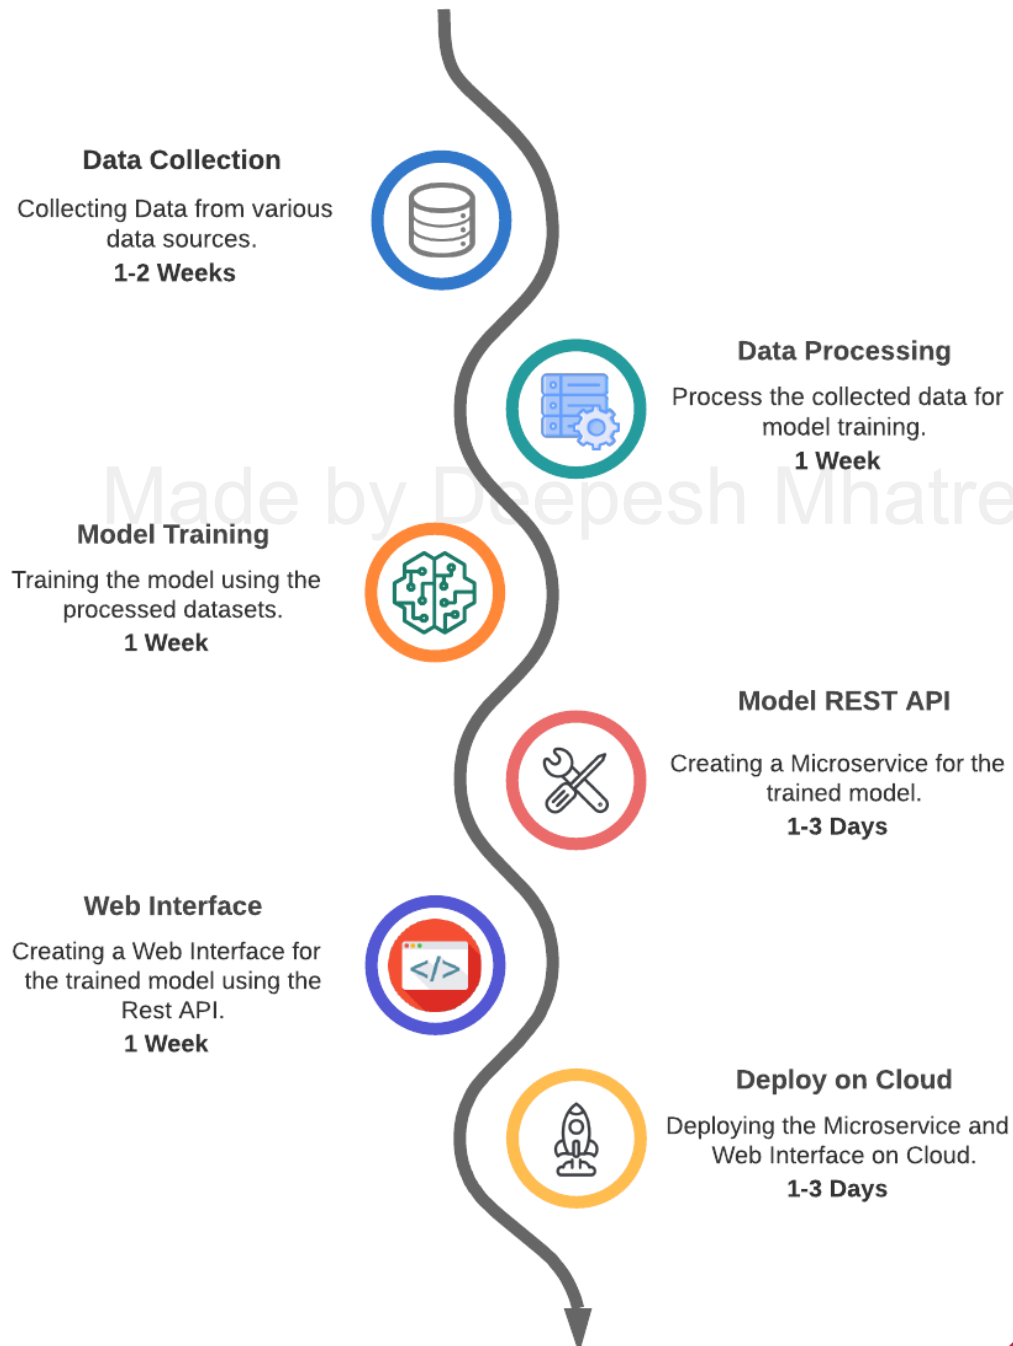 Data Collection
Collecting Data from various
data sources.
1-2 Weeks
Data Processing
Process the collected data for
model training.
1 Week
Made by Deepesh Mhatre
Model Training
Training the model using the
processed datasets.
1 Week
Model REST API
Creating a Microservice for the
trained model.
1-3 Days
Web Interface
Creating a Web Interface for
the trained model using the
Rest API.
1 Week
</>
Deploy on Cloud
Deploying the Microservice and
Web Interface on Cloud.
1-3 Days